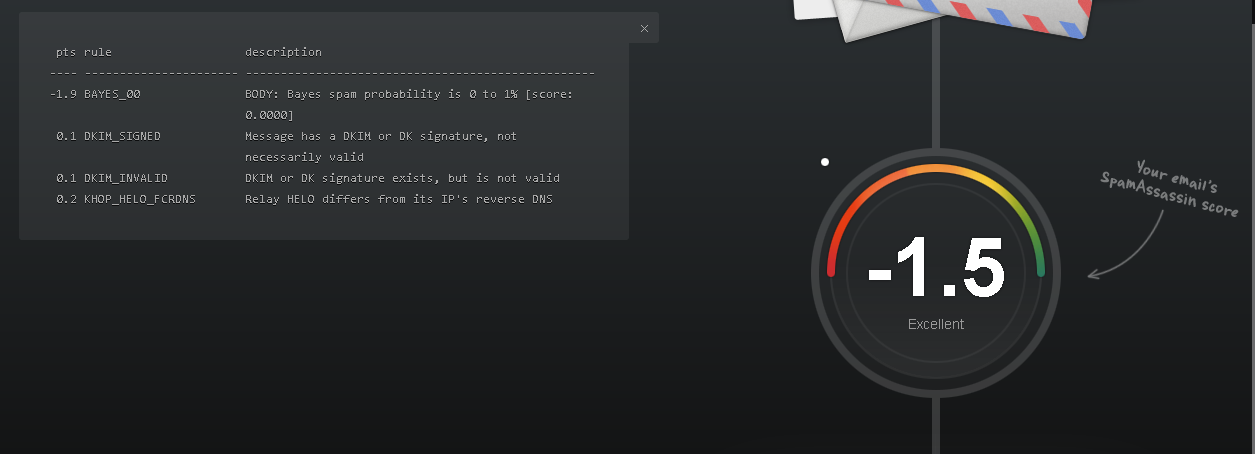 ×
pts rule description
---- ---------------------- --------------------------------------------------
-1.9 BAYES_00 BODY: Bayes spam probability is 0 to 1% [score:
0.0000]
0.1 DKIM_SIGNED Message has a DKIM or DK signature, not
necessarily valid
0.1 DKIM_INVALID DKIM or DK signature exists, but is not valid
0.2 KHOP_HELO_FCRDNS Relay HELO differs from its IP's reverse DNS
Your email's
SpamAssassin score
-1.5
Excellent